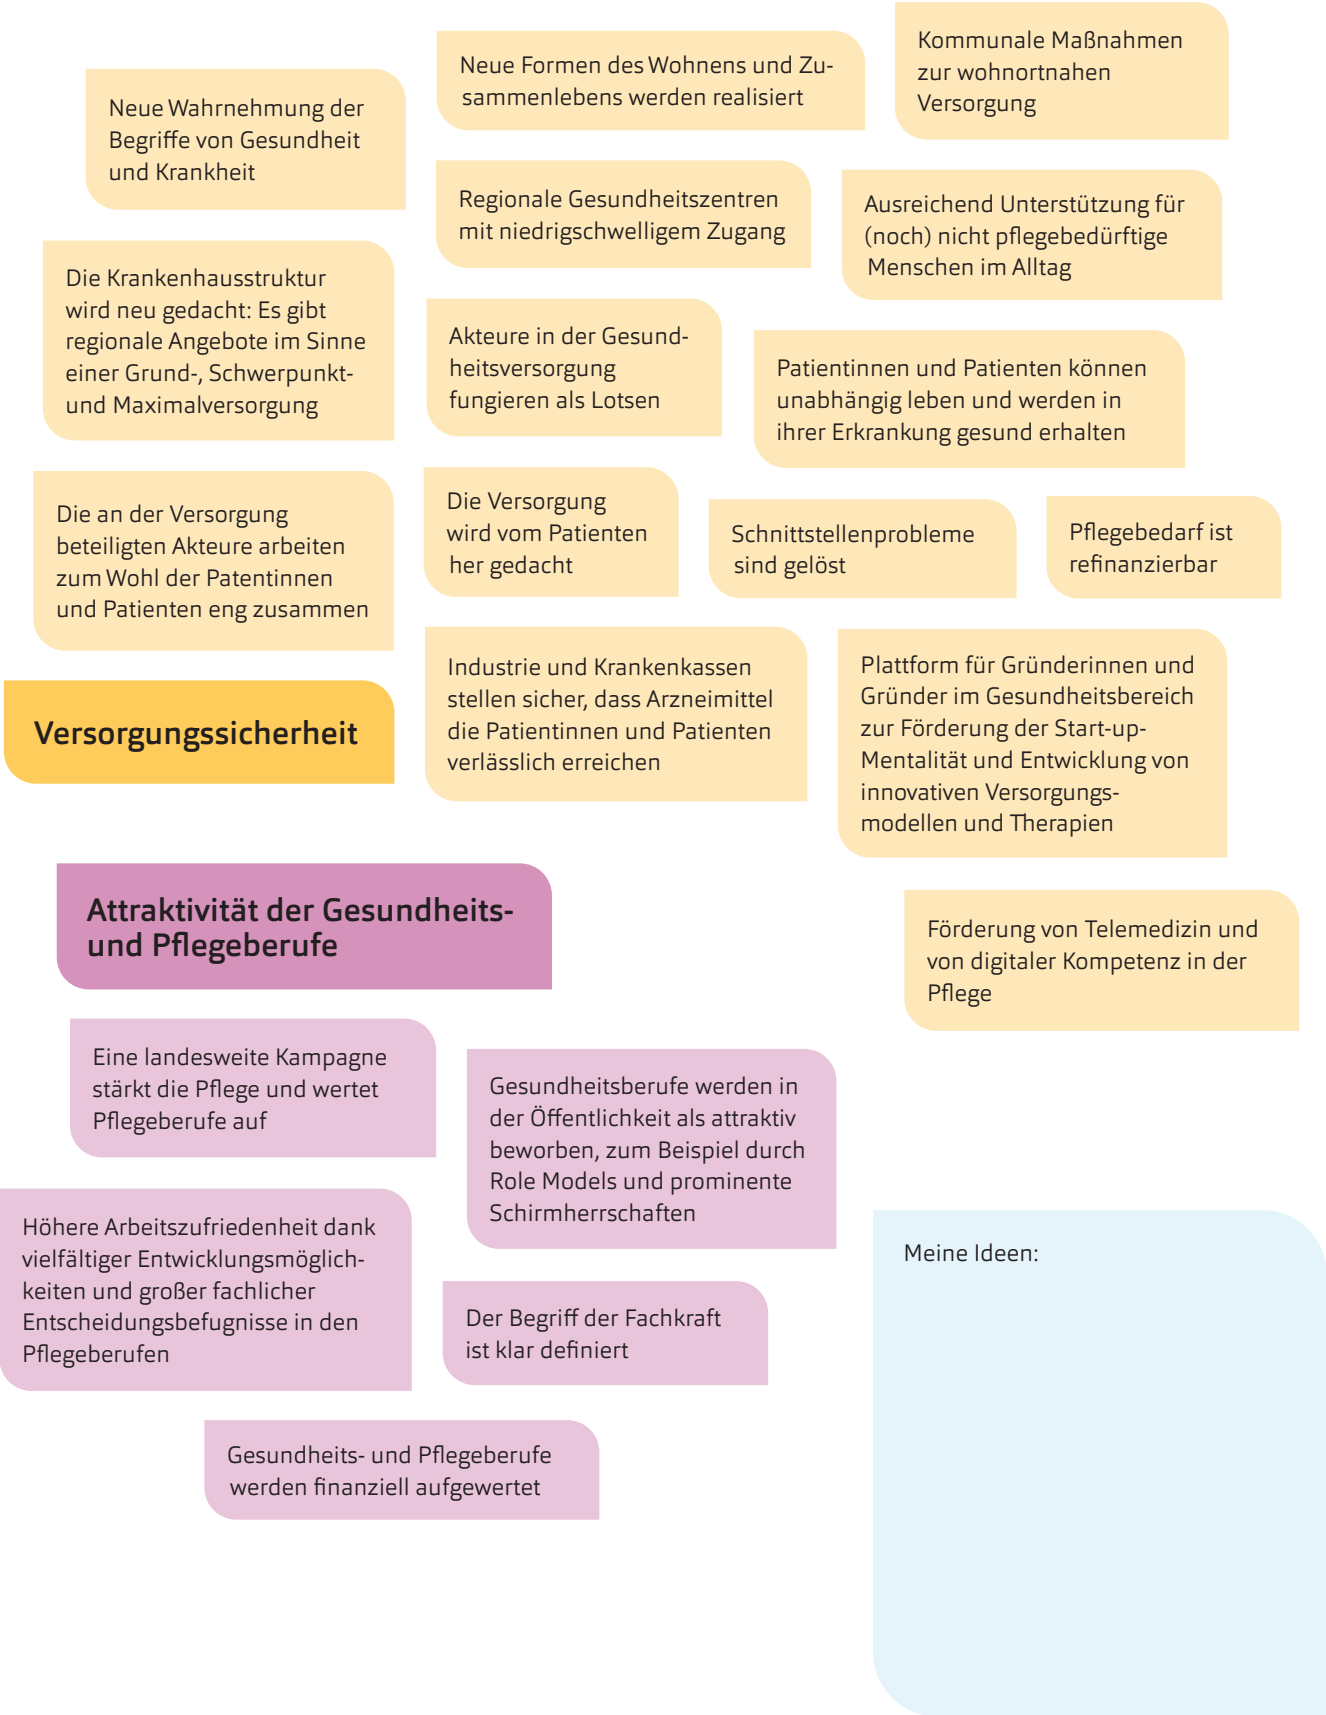 Neue Wahrnehmung der
Begriffe von Gesundheit
und Krankheit
Neue Formen des Wohnens und Zu-
sammenlebens werden realisiert
Kommunale Maßnahmen
zur wohnortnahen
Versorgung
Regionale Gesundheitszentren
mit niedrigschwelligem Zugang
Ausreichend Unterstützung für
(noch) nicht pflegebedürftige
Menschen im Alltag
Die Krankenhausstruktur
wird neu gedacht: Es gibt
regionale Angebote im Sinne
einer Grund-, Schwerpunkt-
und Maximalversorgung
Akteure in der Gesund-
heitsversorgung
fungieren als Lotsen
Patientinnen und Patienten können
unabhängig leben und werden in
ihrer Erkrankung gesund erhalten
Die an der Versorgung
beteiligten Akteure arbeiten
zum Wohl der Patentinnen
und Patienten eng zusammen
Die Versorgung
wird vom Patienten
her gedacht
Schnittstellenprobleme
sind gelöst
Pflegebedarf ist
refinanzierbar
Versorgungssicherheit
Industrie und Krankenkassen
stellen sicher, dass Arzneimittel
die Patientinnen und Patienten
verlässlich erreichen
Plattform für Gründerinnen und
Gründer im Gesundheitsbereich
zur Förderung der Start-up-
Mentalität und Entwicklung von
innovativen Versorgungs-
modellen und Therapien
Attraktivität der Gesundheits-
und Pflegeberufe
Förderung von Telemedizin und
von digitaler Kompetenz in der
Pflege
Eine landesweite Kampagne
stärkt die Pflege und wertet
Pflegeberufe auf
Gesundheitsberufe werden in
der Öffentlichkeit als attraktiv
beworben, zum Beispiel durch
Role Models und prominente
Schirmherrschaften
Höhere Arbeitszufriedenheit dank
vielfältiger Entwicklungsmöglich-
keiten und großer fachlicher
Entscheidungsbefugnisse in den
Pflegeberufen
Der Begriff der Fachkraft
ist klar definiert
Gesundheits- und Pflegeberufe
werden finanziell aufgewertet
Meine Ideen: